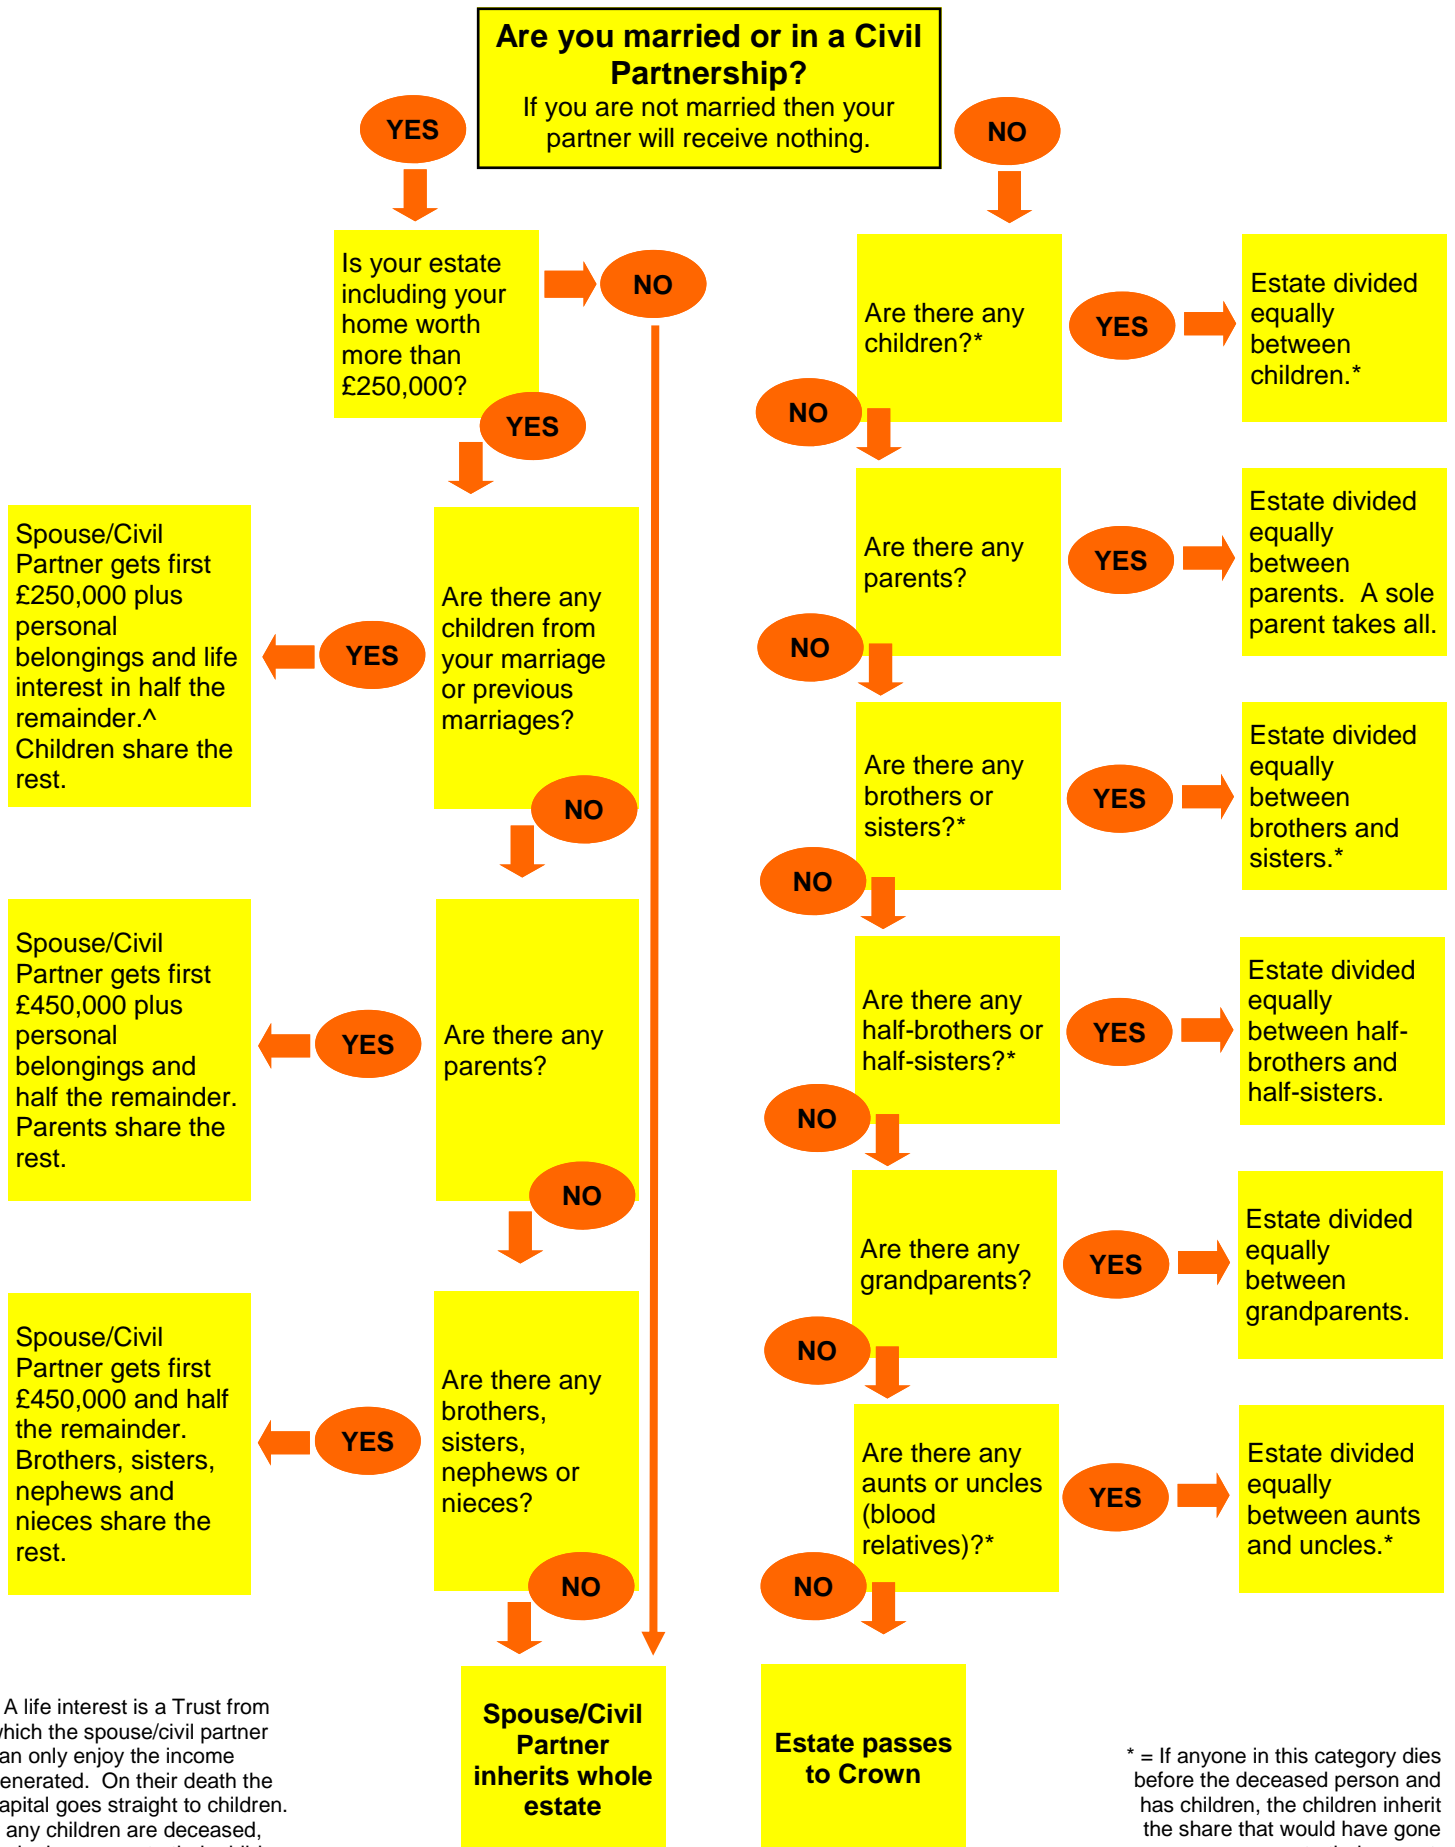 Are you married or in a Civil
Partnership?
If you are not married then your
partner will receive nothing.
YES
NO
Is your estate
including your
home worth
more than
£250,000?
NO
YES
Are there any
children?*
YES
Estate divided
equally
between
children.*
NO
Spouse/Civil
Partner gets first
£250,000 plus
personal
belongings and life
interest in half the
remainder.^
Children share the
rest.
YES
Are there any
children from
your marriage
or previous
marriages?
NO
Are there any
parents?
YES
Estate divided
equally
between
parents. A sole
parent takes all.
NO
Are there any
brothers or
sisters?*
YES
Estate divided
equally
between
brothers and
sisters.*
NO
Spouse/Civil
Partner gets first
£450,000 plus
personal
belongings and
half the remainder.
Parents share the
rest.
YES
Are there any
parents?
NO
Are there any
half-brothers or
half-sisters?*
YES
Estate divided
equally
between half-
brothers and
half-sisters.
NO
Are there any
grandparents?
YES
Estate divided
equally
between
grandparents.
NO
Spouse/Civil
Partner gets first
£450,000 and half
the remainder.
Brothers, sisters,
nephews and
nieces share the
rest.
YES
Are there any
brothers,
sisters,
nephews or
nieces?
NO
Are there any
aunts or uncles
(blood
relatives)?*
YES
Estate divided
equally
between aunts
and uncles.*
NO
Spouse/Civil
Partner
inherits whole
estate
Estate passes
to Crown
A life interest is a Trust from
which the spouse/civil partner
an only enjoy the income
enerated. On their death the
apital goes straight to children.
any children are deceased,
* = If anyone in this category dies
before the deceased person and
has children, the children inherit
the share that would have gone